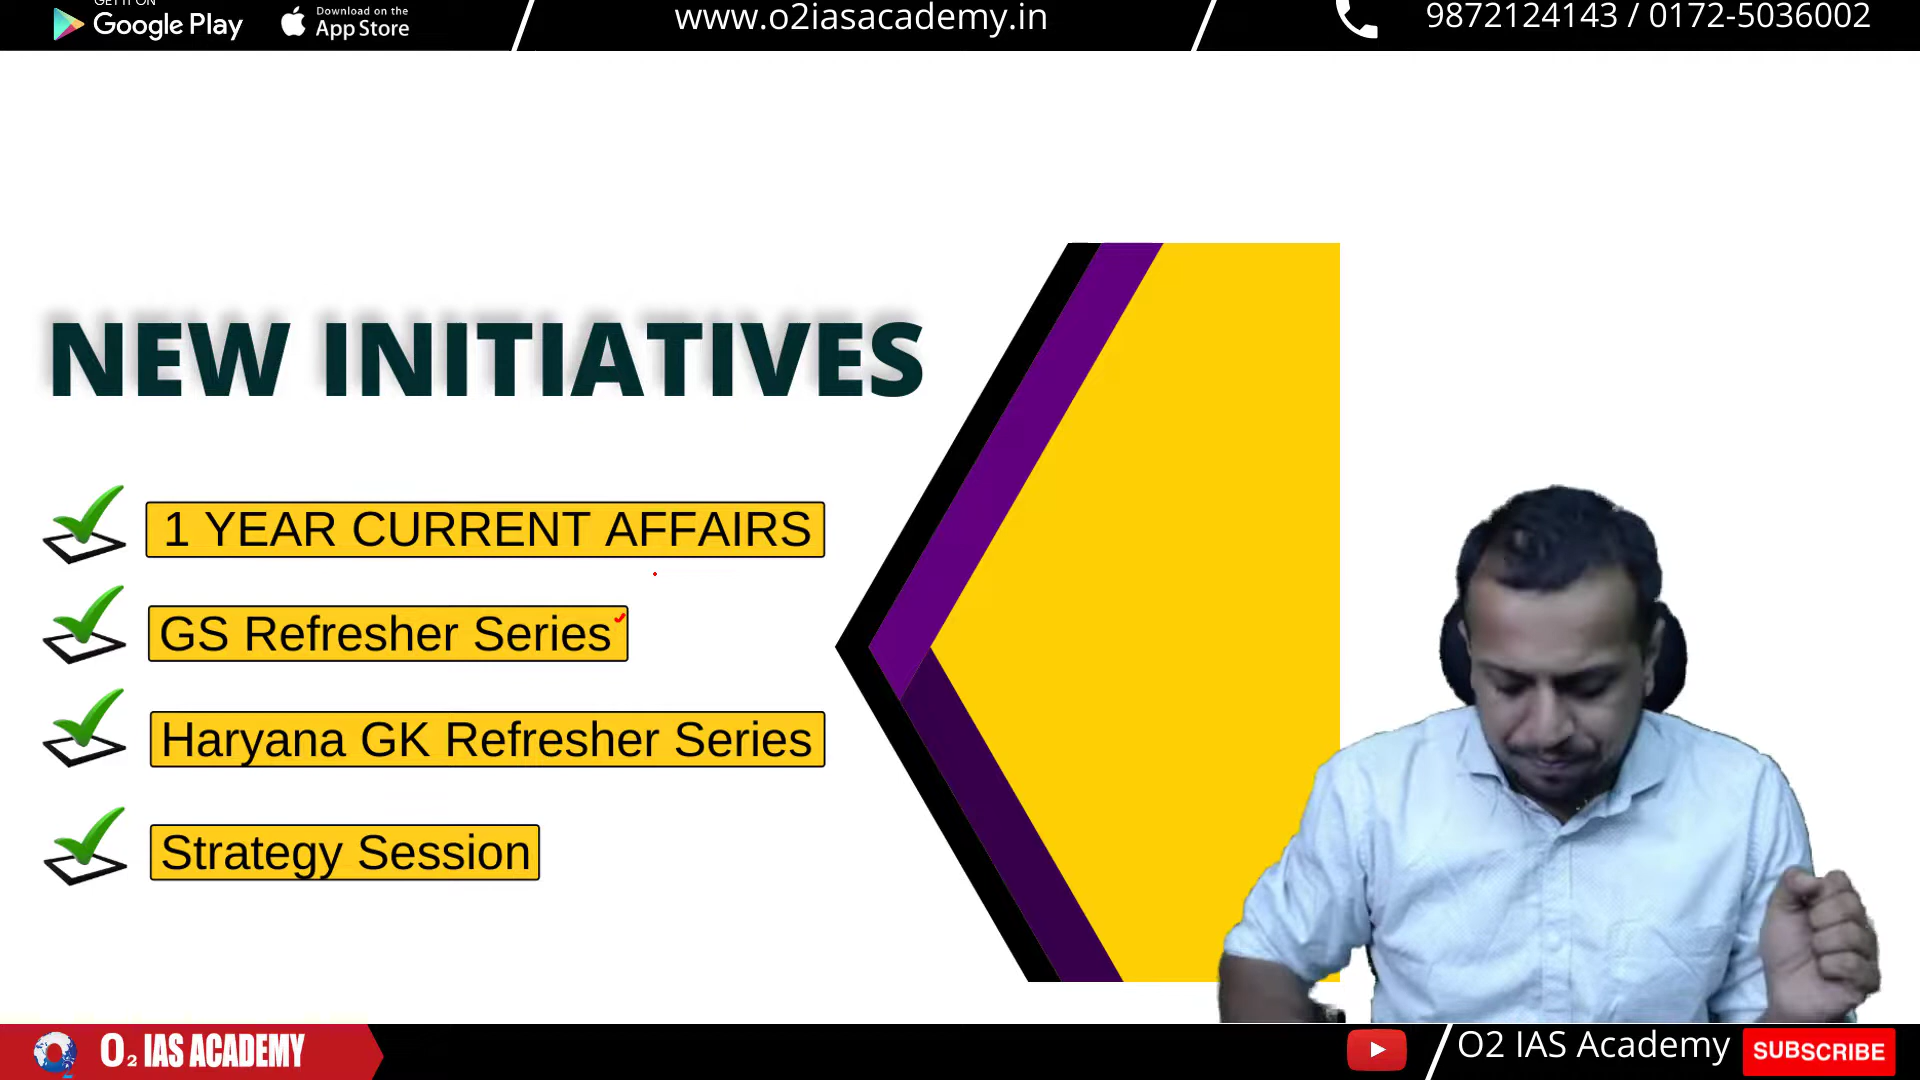 GET IT ON
Google Play
Download on the
App Store
www.o2iasacademy.in
9872124143 / 0172-5036002
NEW INITIATIVES
1 YEAR CURRENT AFFAIRS
GS Refresher Series
Haryana GK Refresher Series
Strategy Session
O2 IAS ACADEMY
O2 IAS Academy
SUBSCRIBE